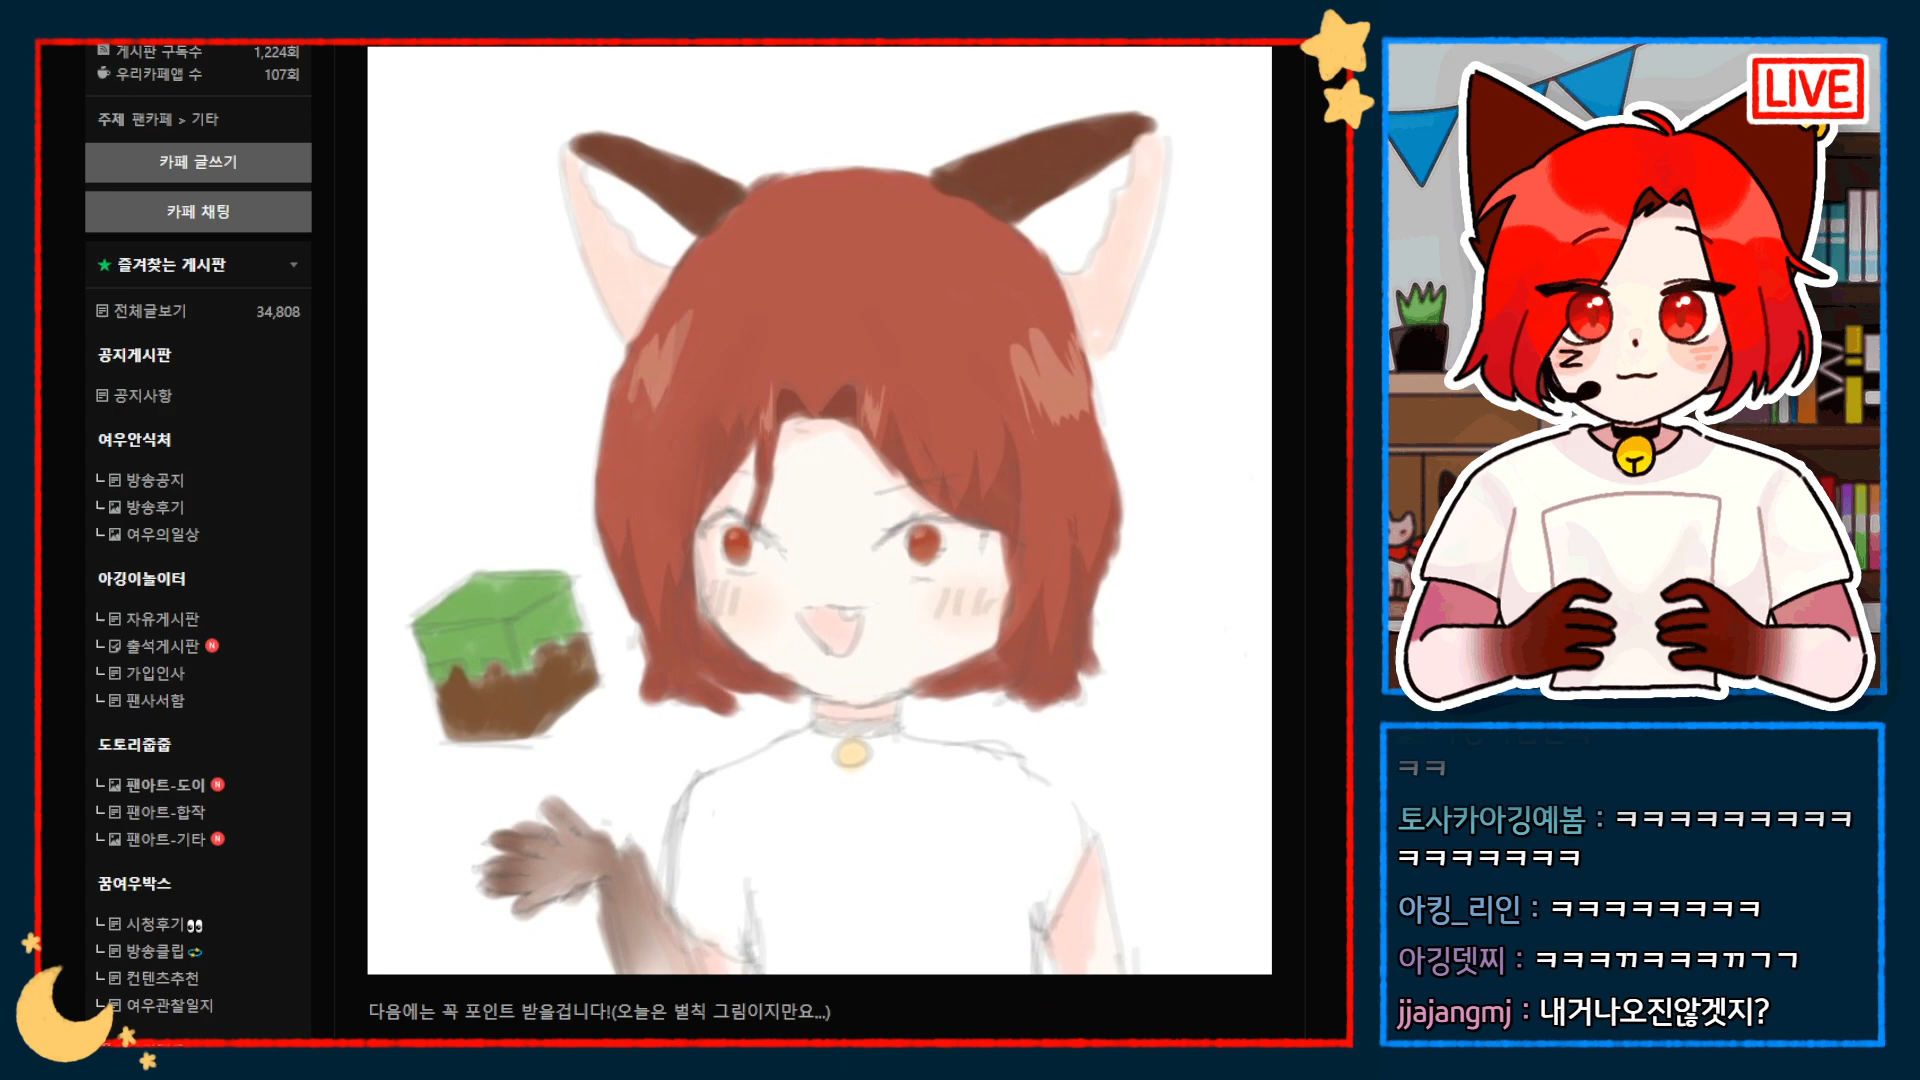 게시판 구독수 1,224회
우리카페앱 수 107회
주제 팬카페 > 기타
카페 글쓰기
카페 채팅
★ 즐겨찾는 게시판
전체글보기 34,808
공지게시판
공지사항
여우안식처
방송공지
방송후기
여우의일상
아깅이놀이터
자유게시판
출석게시판 N
가입인사
팬사서함
도토리줍줍
팬아트-도이 N
팬아트-합작
팬아트-기타 N
꿈여우박스
시청후기👀
방송클립
컨텐츠추천
여우관찰일지
다음에는 꼭 포인트 받을겁니다!(오늘은 벌칙 그림이지만요...)
LIVE
ㅋㅋ
토사카아깅예봄 : ㅋㅋㅋㅋㅋㅋㅋㅋㅋ
ㅋㅋㅋㅋㅋㅋㅋ
아킹_리인 : ㅋㅋㅋㅋㅋㅋㅋㅋ
아깅뎃찌 : ㅋㅋㅋㄲㅋㅋㅋㄲㄱㄱ
jjajangmj : 내거나오진않겟지?